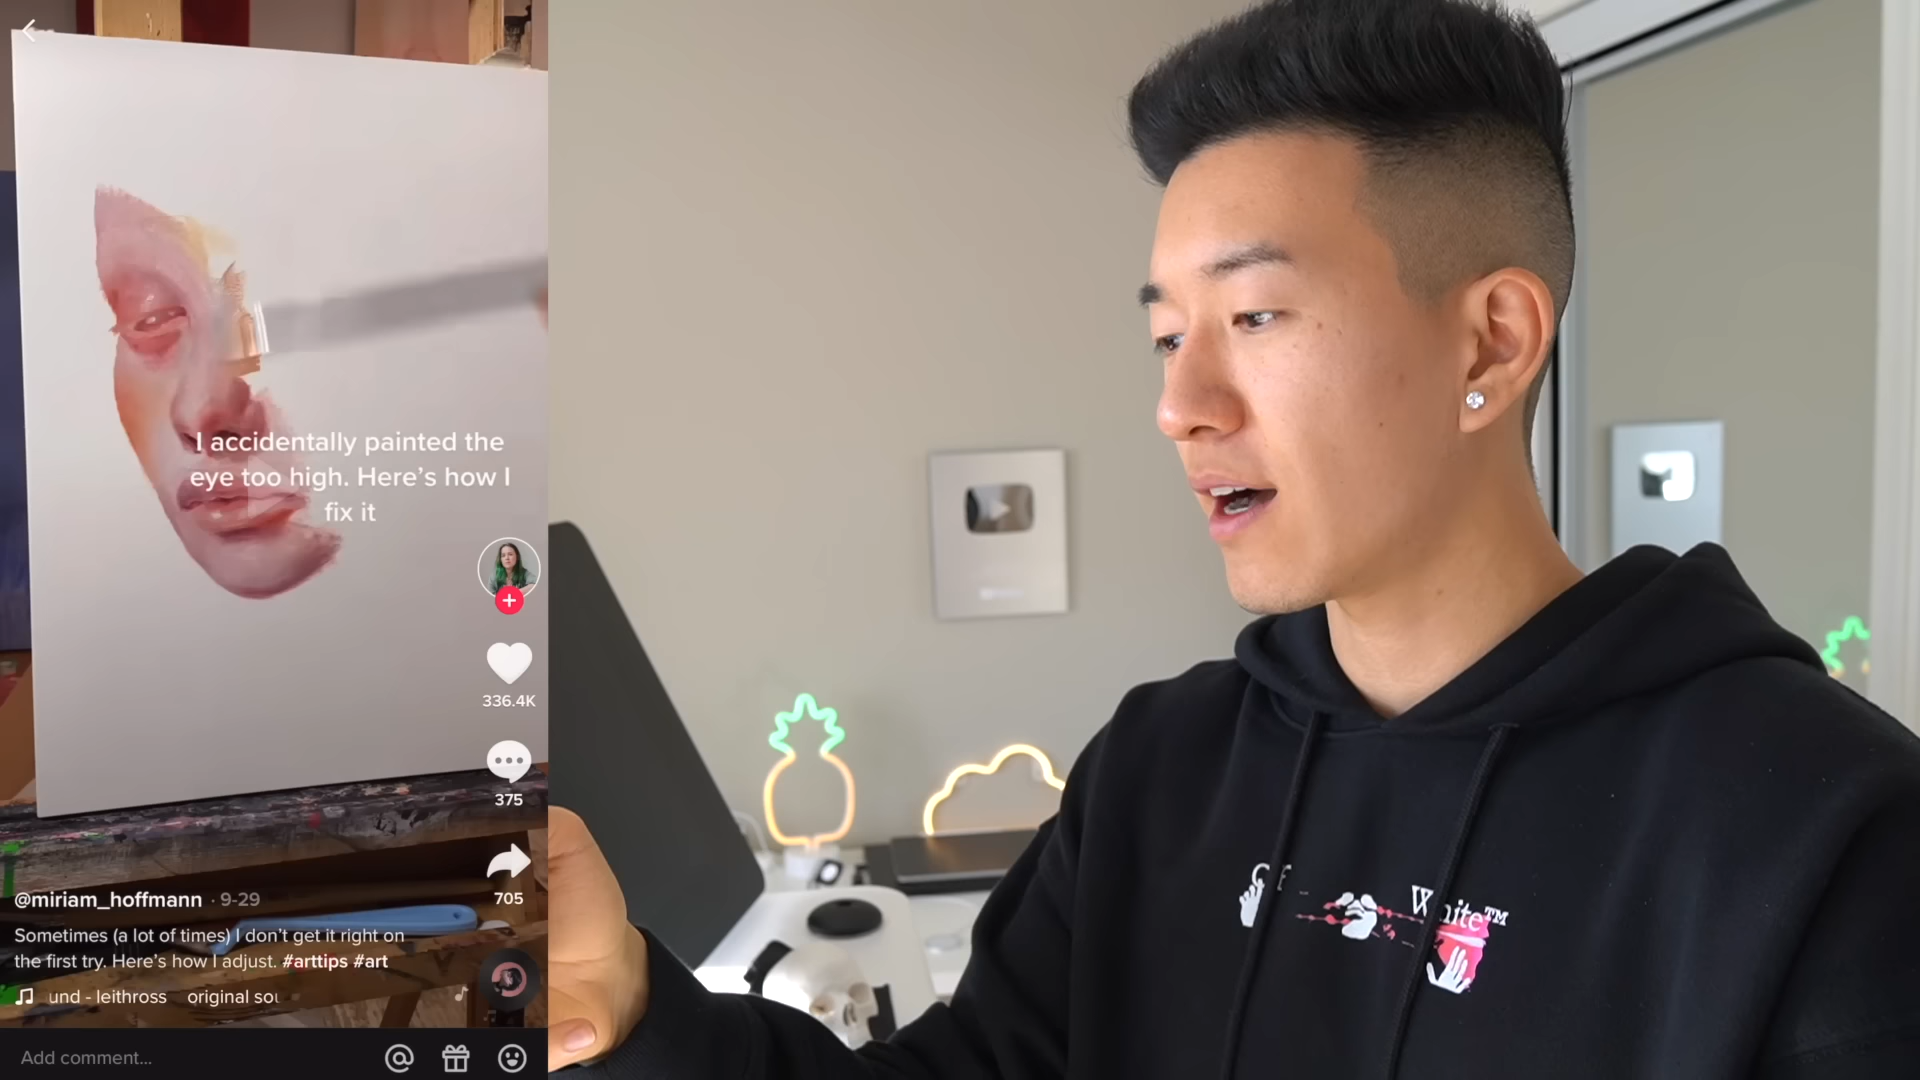 I accidentally painted the
eye too high. Here's how I
fix it
336.4K
375
705
@miriam_hoffmann · 9-29
Sometimes (a lot of times) I don't get it right on
the first try. Here's how I adjust. #arttips #art
und - leithross original sou
Add comment...
White™